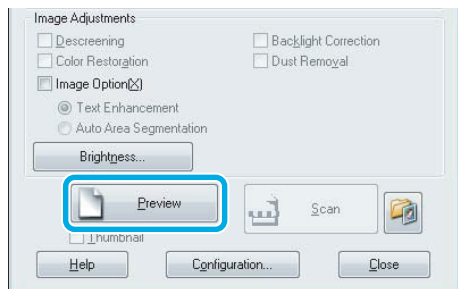 Image Adjustments
Descreening Backlight Correction
Color Restoration Dust Removal
Image Option(X)
Text Enhancement
Auto Area Segmentation
Brightness...
Preview Scan
Thumbnail
Help Configuration... Close